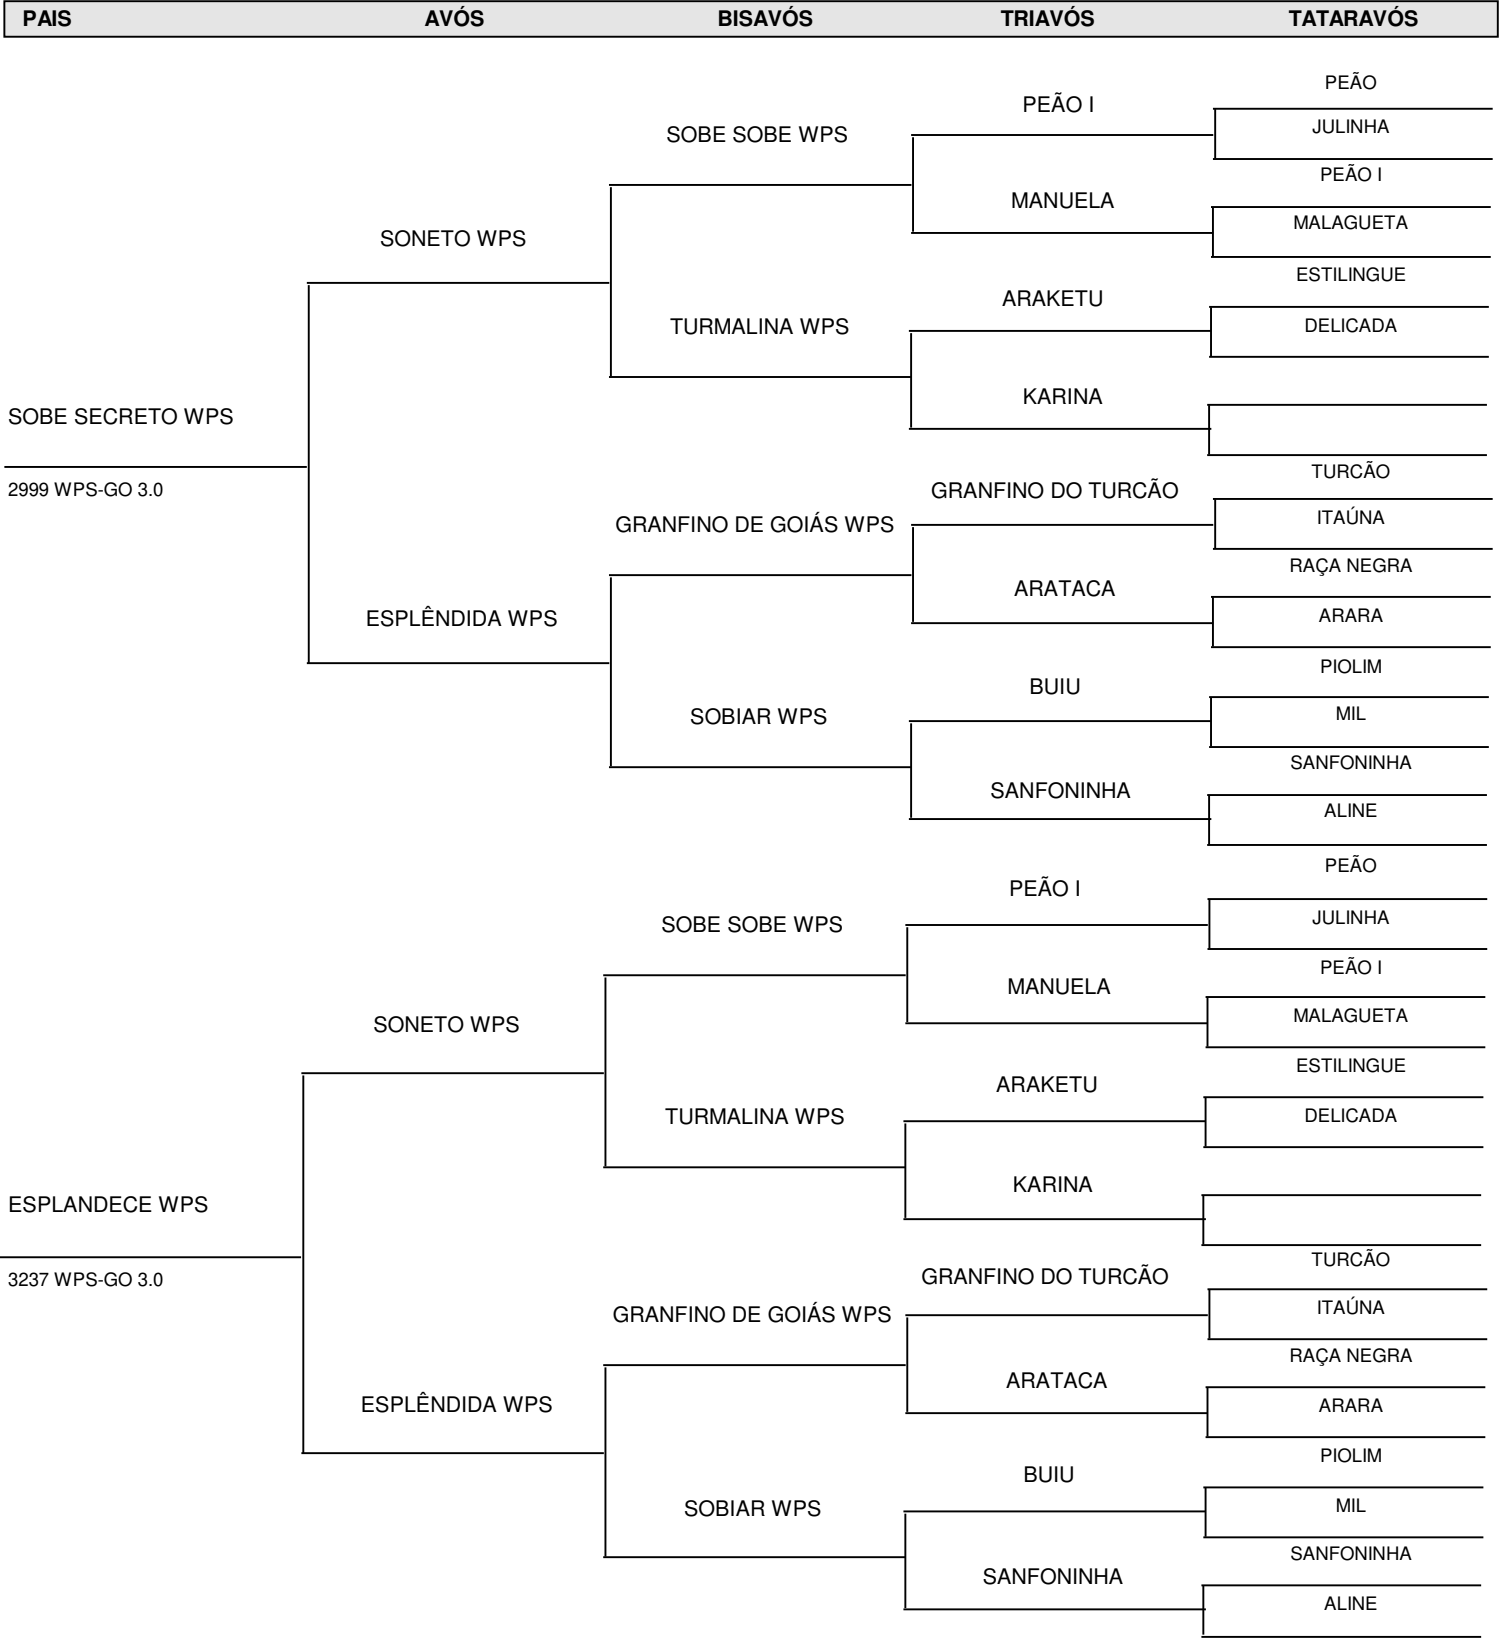 PAIS AVÓS BISAVÓS TRIAVÓS TATARAVÓS
PEÃO
PEÃO I
JULINHA
SOBE SOBE WPS
PEÃO I
MANUELA
MALAGUETA
SONETO WPS
ESTILINGUE
ARAKETU
TURMALINA WPS
DELICADA
KARINA
SOBE SECRETO WPS
2999 WPS-GO 3.0
TURCÃO
GRANFINO DO TURCÃO
ITAÚNA
GRANFINO DE GOIÁS WPS
RAÇA NEGRA
ARATACA
ARARA
ESPLÊNDIDA WPS
PIOLIM
BUIU
MIL
SOBIAR WPS
SANFONINHA
SANFONINHA
ALINE
PEÃO
PEÃO I
JULINHA
SOBE SOBE WPS
PEÃO I
MANUELA
MALAGUETA
SONETO WPS
ESTILINGUE
ARAKETU
TURMALINA WPS
DELICADA
KARINA
ESPLANDECE WPS
3237 WPS-GO 3.0
TURCÃO
GRANFINO DO TURCÃO
ITAÚNA
GRANFINO DE GOIÁS WPS
RAÇA NEGRA
ARATACA
ARARA
ESPLÊNDIDA WPS
PIOLIM
BUIU
MIL
SOBIAR WPS
SANFONINHA
SANFONINHA
ALINE